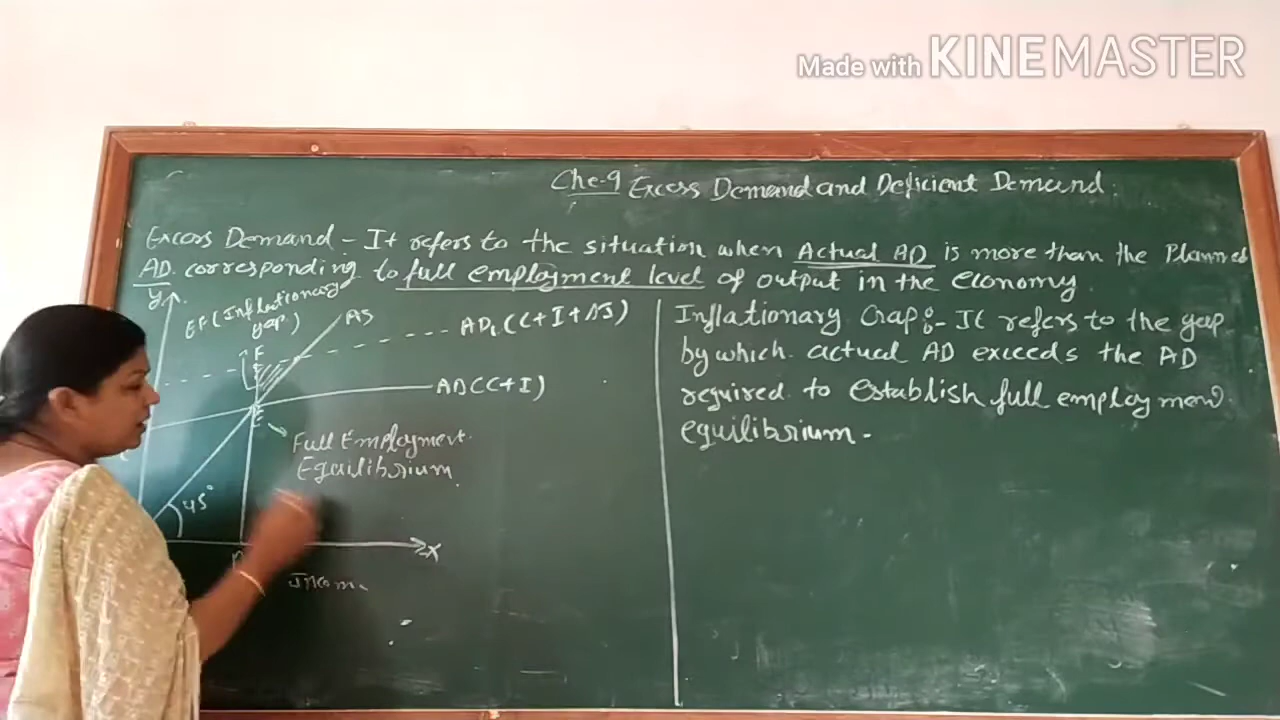 Made with KINEMASTER
Che-9 Excess Demand and Deficient Demand.
Excess Demand - It refers to the situation when Actual AD is more than the Planned
AD. corresponding to full employment level of output in the economy.
y
EF (Inflationary
gap)
AS
AD₁ (C+I+ΔI)
F
AD (C+I)
E
Full Employment
Equilibrium.
45°
X
Incom
Inflationary Gap :- It refers to the gap
by which actual AD exceeds the AD
required to establish full employment
equilibrium.